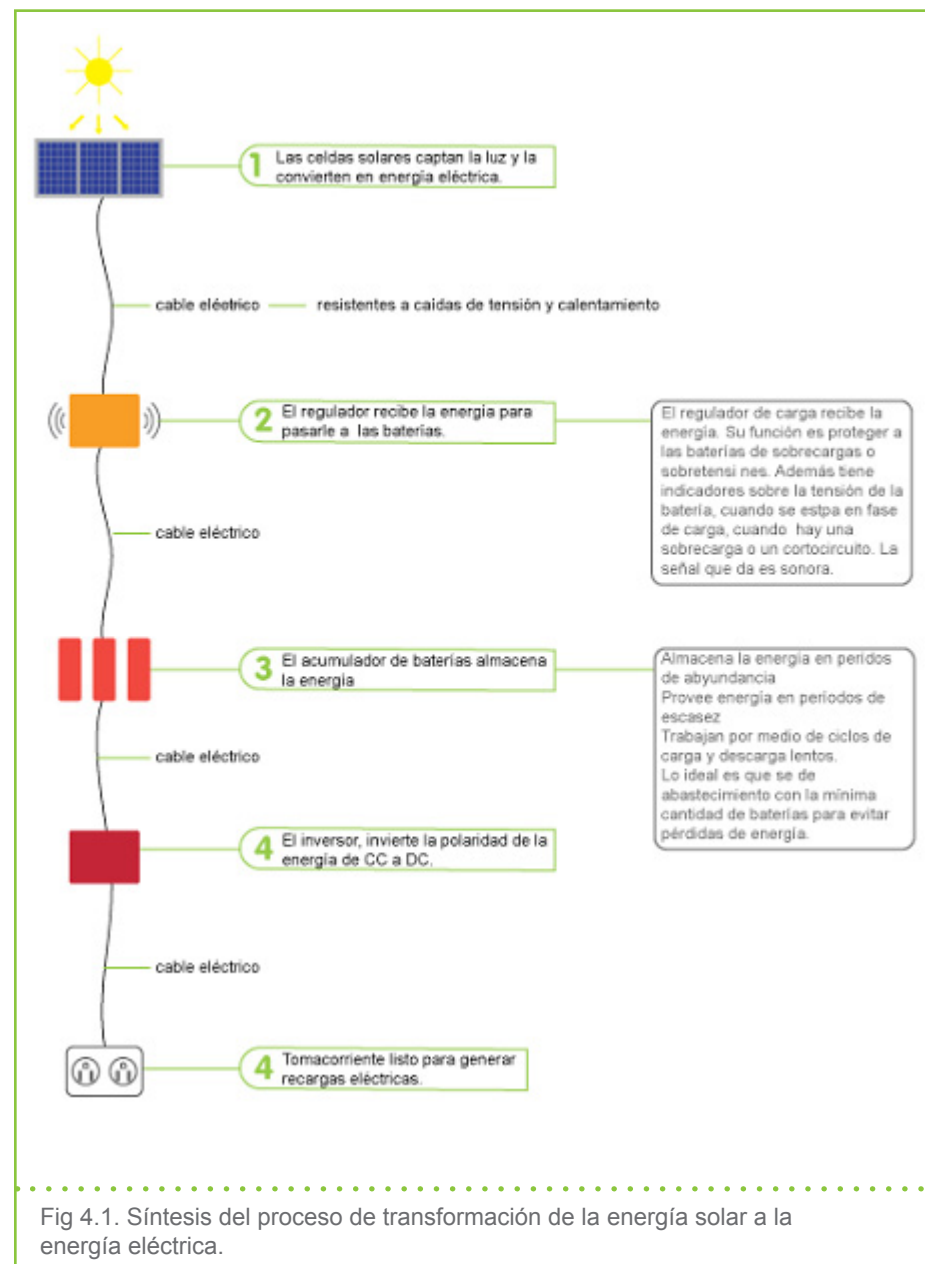 1 Las celdas solares captan la luz y la
convierten en energía eléctrica.
cable eléctrico
resistentes a caidas de tensión y calentamiento
2 El regulador recibe la energía para
pasarle a las baterías.
El regulador de carga recibe la
energía. Su función es proteger a
las baterías de sobrecargas o
sobretensi nes. Además tiene
indicadores sobre la tensión de la
batería, cuando se estpa en fase
de carga, cuando hay una
sobrecarga o un cortocircuito. La
señal que da es sonora.
cable eléctrico
3 El acumulador de baterías almacena
la energía
Almacena la energía en peridos
de abyundancia
Provee energía en periodos de
escasez
Trabajan por medio de ciclos de
carga y descarga lentos.
Lo ideal es que se de
abastecimiento con la mínima
cantidad de baterías para evitar
pérdidas de energía.
cable eléctrico
4 El inversor, invierte la polaridad de la
energía de CC a DC.
cable eléctrico
4 Tomacorriente listo para generar
recargas eléctricas.
Fig 4.1. Síntesis del proceso de transformación de la energía solar a la
energía eléctrica.